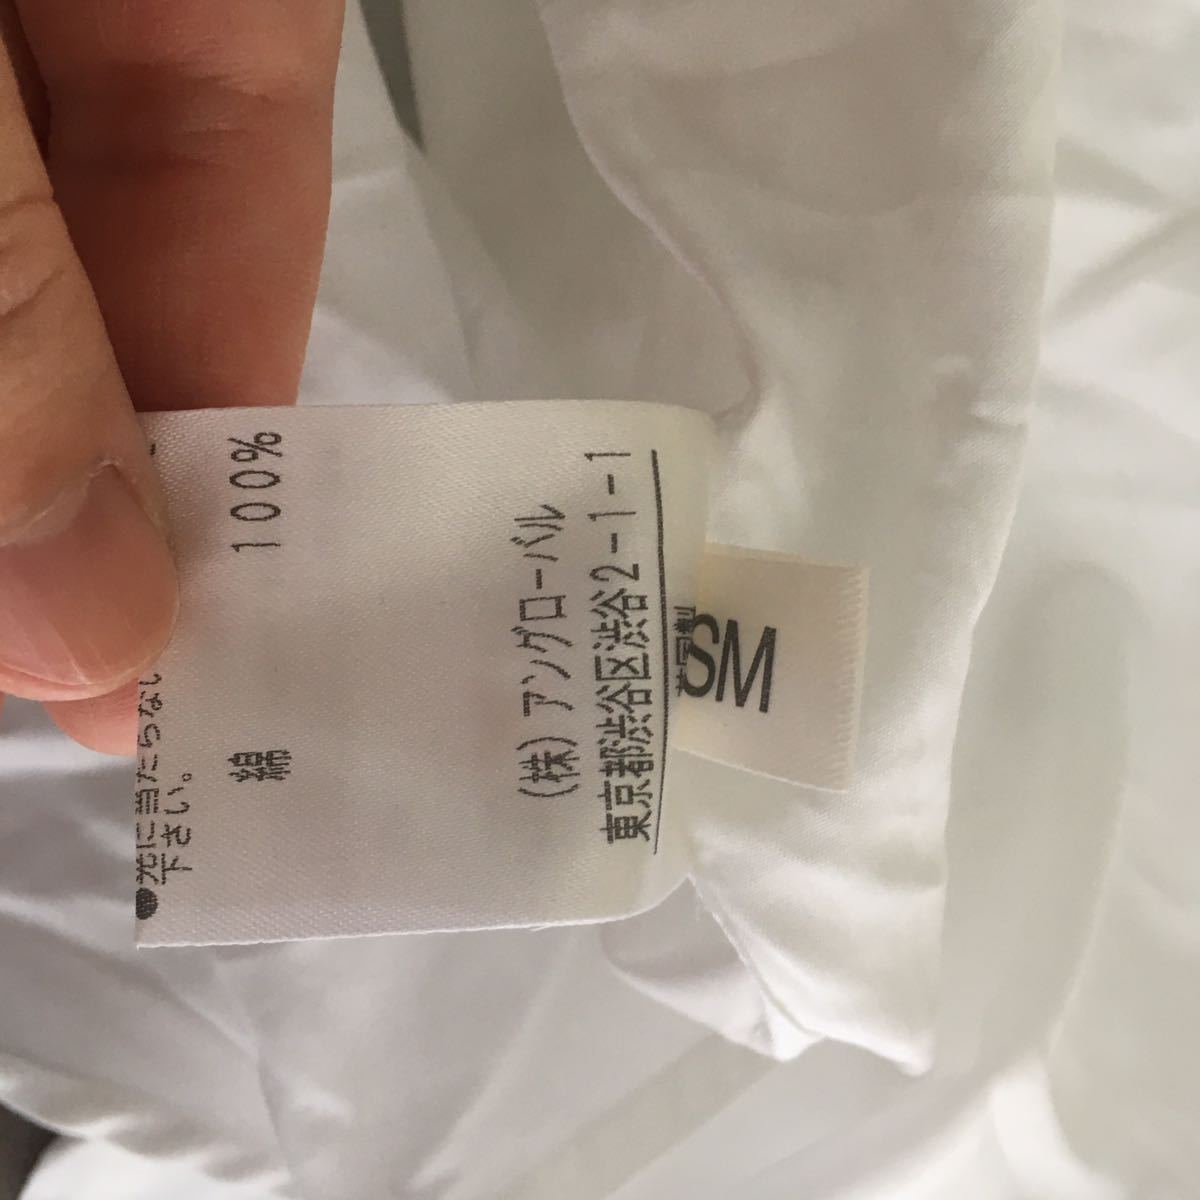 ●光に当たらない
下さい。
綿 100%
(株)アングローバル
東京都渋谷区渋谷2-1-1
SM